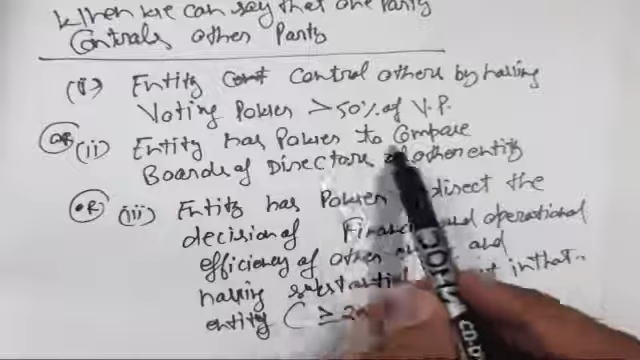 When we can say that one Party
Controls Other Party
(i) Entity Control others by having
Voting Power > 50% of V.P.
OR (ii) Entity has Power to Compose
Boards of Directors of other entity
OR (iii) Entity has Power direct the
decision of and operational
efficiency of other and
having substantial in that
entity ( ≥
DOMS